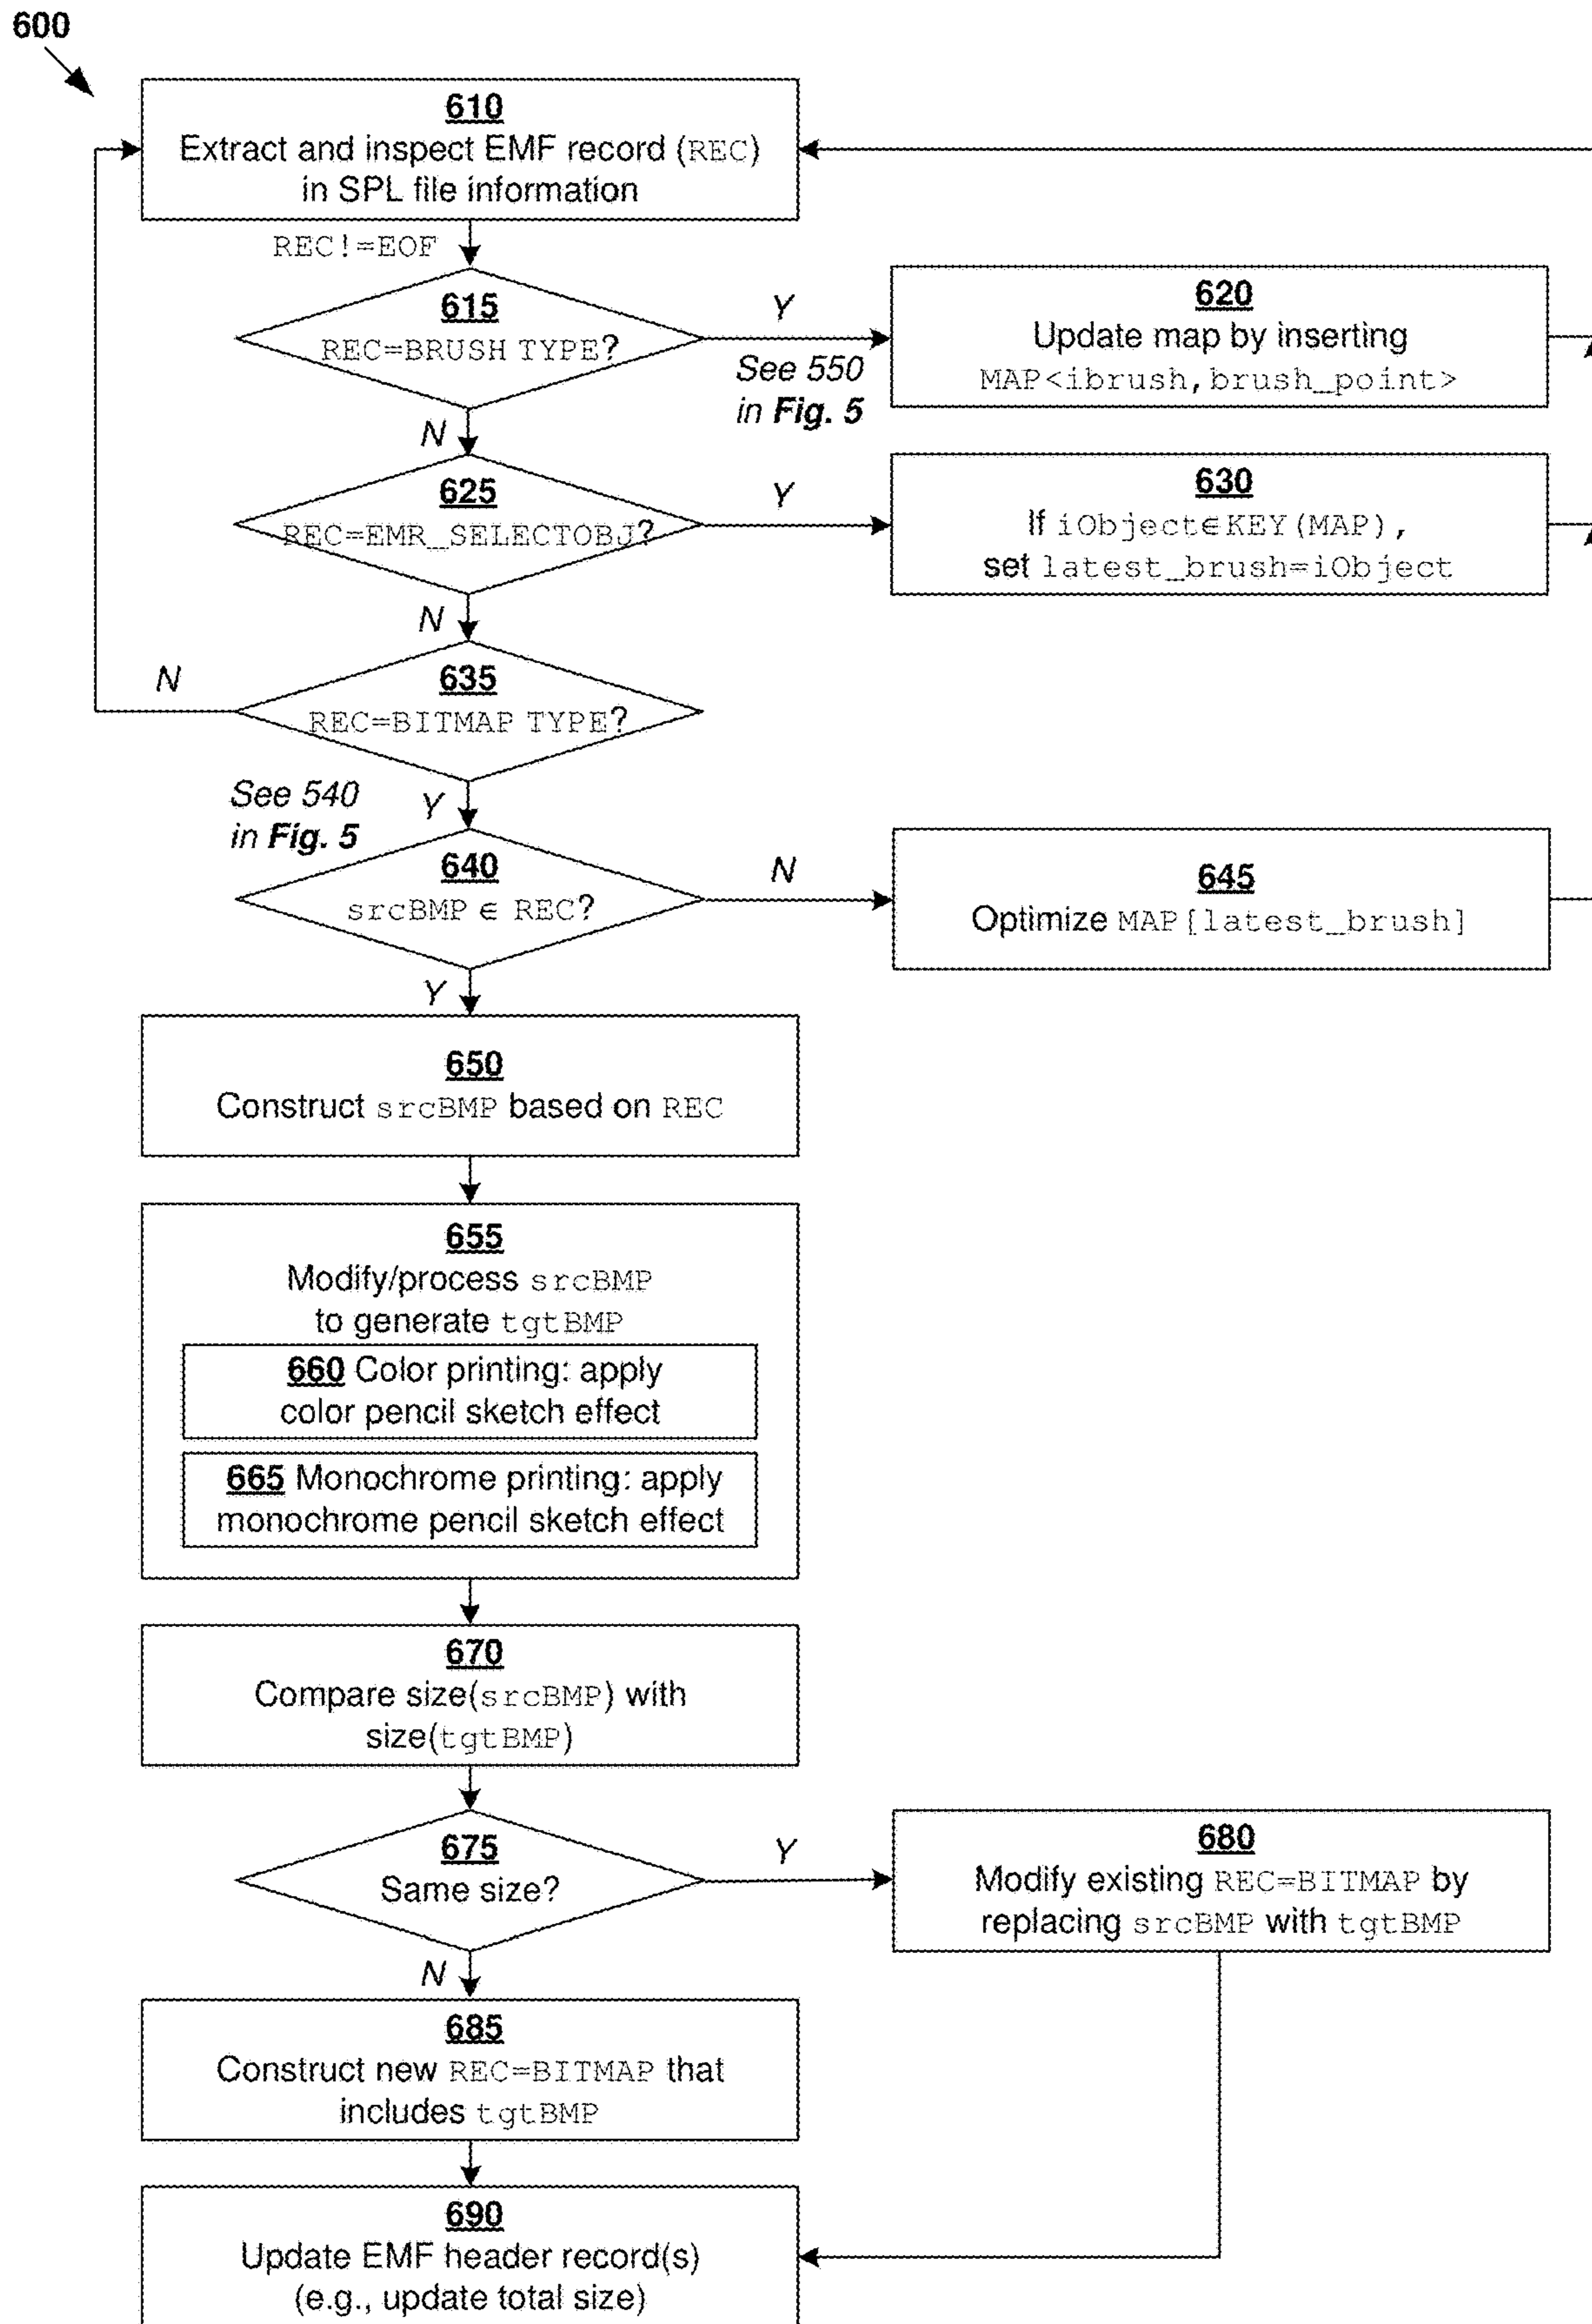 600
610
Extract and inspect EMF record (REC)
in SPL file information
REC!=EOF
615
REC=BRUSH TYPE?
Y
See 550
in Fig. 5
620
Update map by inserting
MAP<ibrush,brush_point>
N
625
REC=EMR_SELECTOBJ?
Y
630
If iObject∈KEY(MAP),
set latest_brush=iObject
N
635
REC=BITMAP TYPE?
N
See 540
in Fig. 5
Y
640
srcBMP ∈ REC?
N
645
Optimize MAP[latest_brush]
Y
650
Construct srcBMP based on REC
655
Modify/process srcBMP
to generate tgtBMP
660 Color printing: apply
color pencil sketch effect
665 Monochrome printing: apply
monochrome pencil sketch effect
670
Compare size(srcBMP) with
size(tgtBMP)
675
Same size?
Y
680
Modify existing REC=BITMAP by
replacing srcBMP with tgtBMP
N
685
Construct new REC=BITMAP that
includes tgtBMP
690
Update EMF header record(s)
(e.g., update total size)